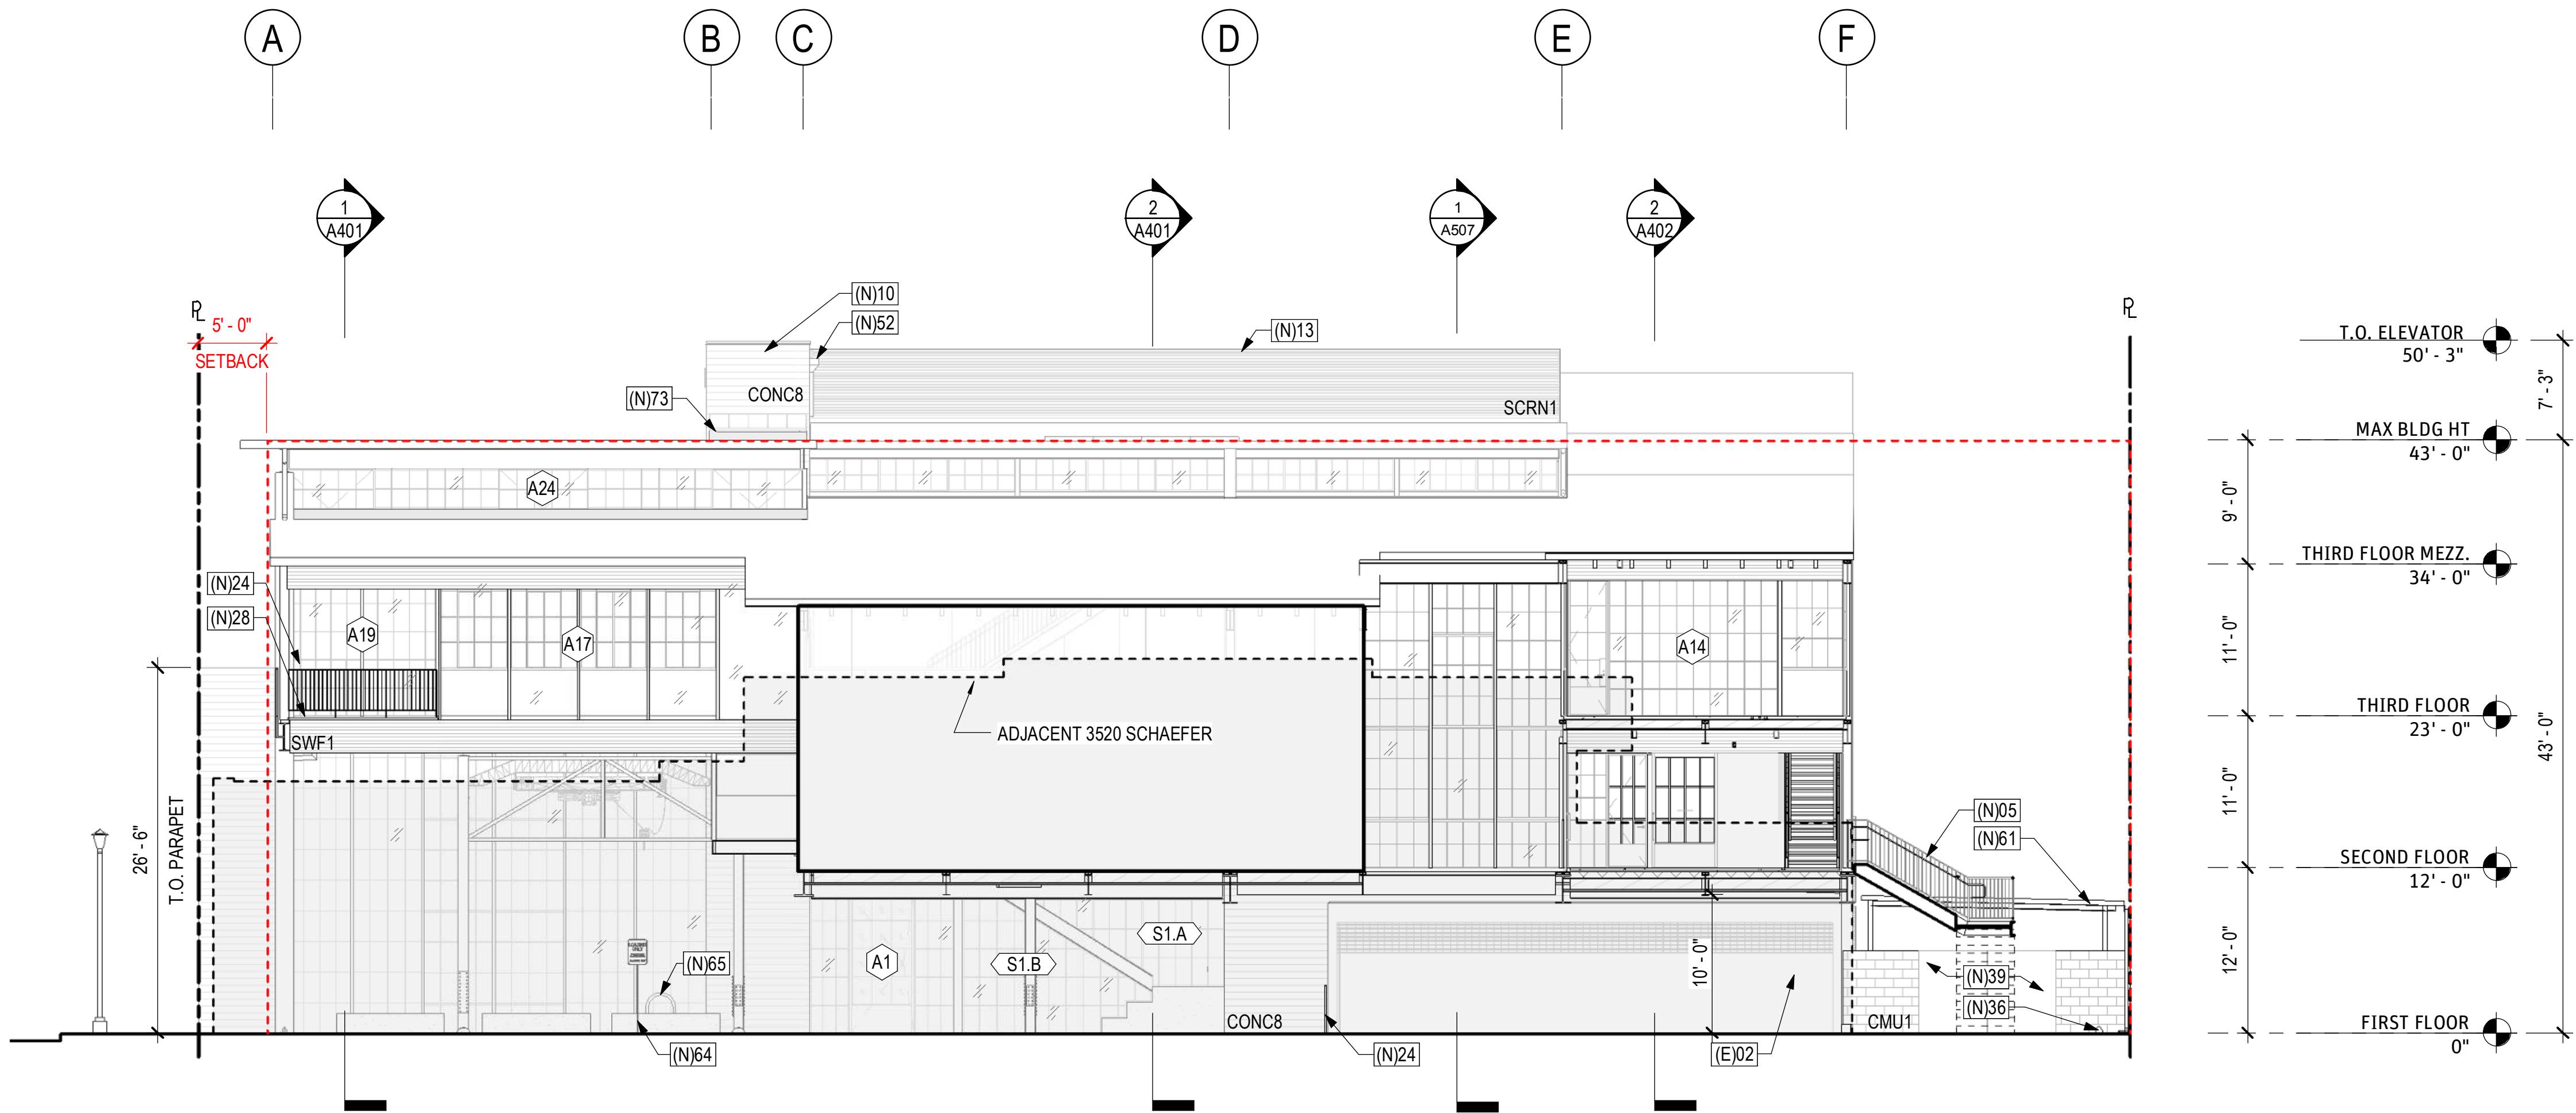 A
B
C
D
E
F
1
A401
2
A401
1
A507
2
A402
PL
5' - 0"
SETBACK
(N)10
(N)52
(N)13
PL
T.O. ELEVATOR
50' - 3"
CONC8
(N)73
SCRN1
7' - 3"
MAX BLDG HT
43' - 0"
A24
9' - 0"
THIRD FLOOR MEZZ.
34' - 0"
(N)24
(N)28
A19
A17
A14
11' - 0"
THIRD FLOOR
23' - 0"
ADJACENT 3520 SCHAEFER
SWF1
43' - 0"
11' - 0"
26' - 6"
T.O. PARAPET
(N)05
(N)61
SECOND FLOOR
12' - 0"
S1.A
A1
S1.B
(N)65
10' - 0"
12' - 0"
(N)39
(N)36
CONC8
CMU1
FIRST FLOOR
0"
(N)64
(N)24
(E)02